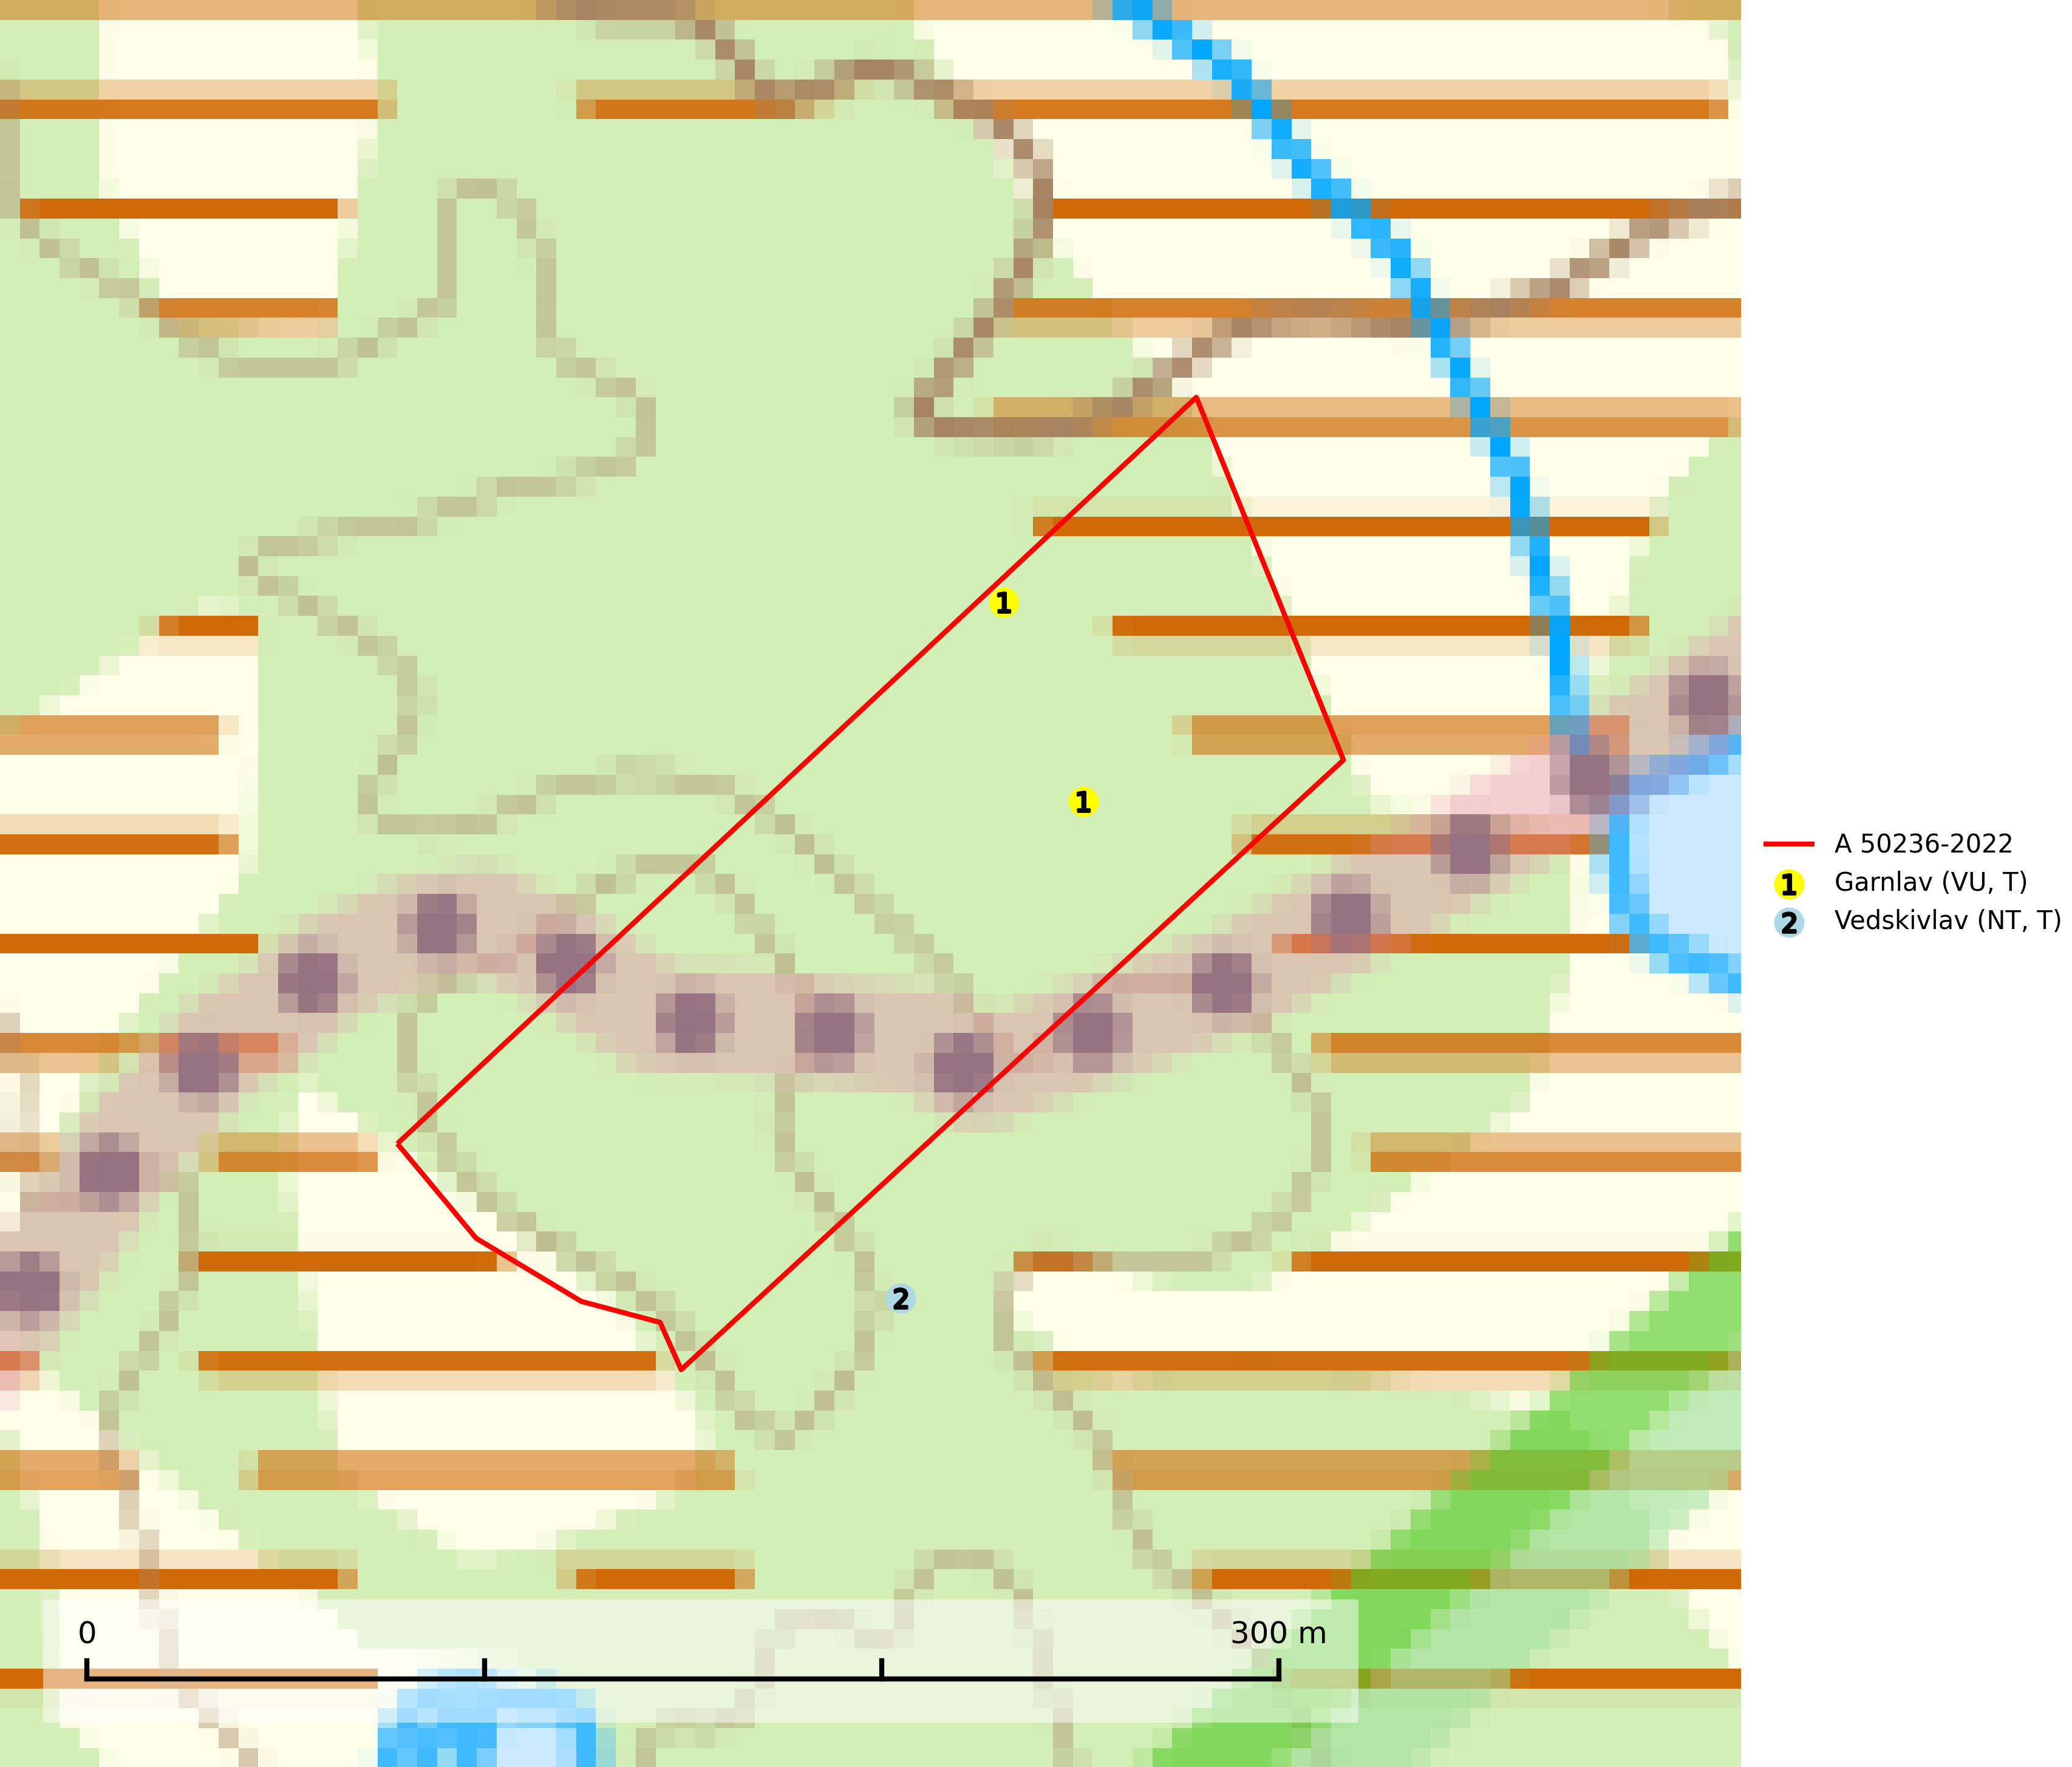 1
1
A 50236-2022
1 Garnlav (VU, T)
2 Vedskivlav (NT, T)
2
0 300 m